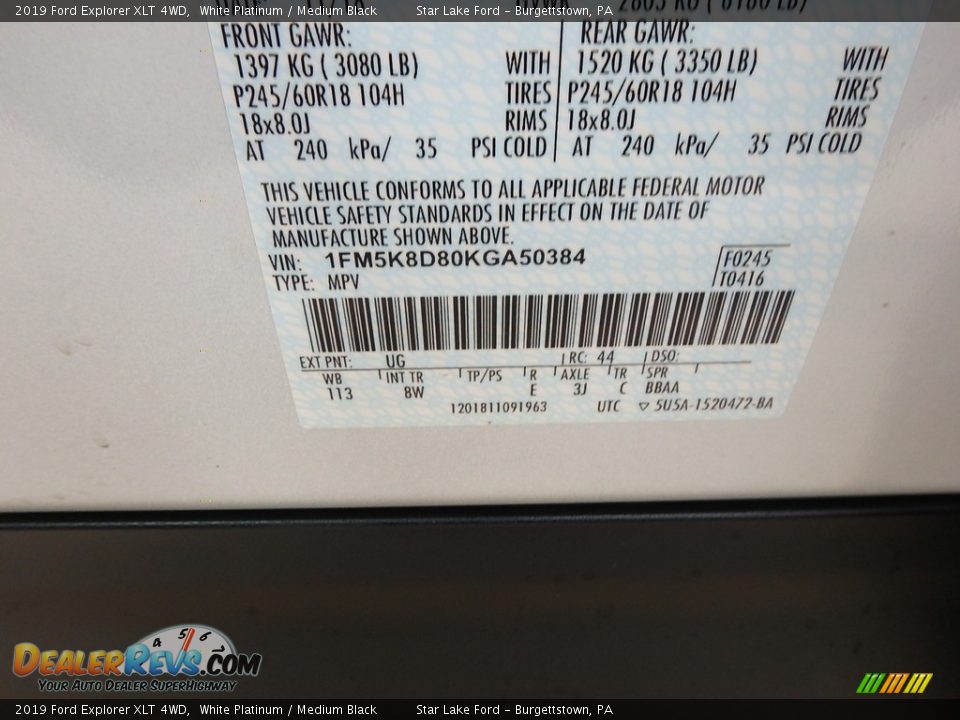 2019 Ford Explorer XLT 4WD, White Platinum / Medium Black Star Lake Ford - Burgettstown, PA
FRONT GAWR: REAR GAWR:
1397 KG ( 3080 LB) WITH 1520 KG ( 3350 LB) WITH
P245/60R18 104H TIRES P245/60R18 104H TIRES
18x8.0J RIMS 18x8.0J RIMS
AT 240 kPa/ 35 PSI COLD AT 240 kPa/ 35 PSI COLD
THIS VEHICLE CONFORMS TO ALL APPLICABLE FEDERAL MOTOR
VEHICLE SAFETY STANDARDS IN EFFECT ON THE DATE OF
MANUFACTURE SHOWN ABOVE.
VIN: 1FM5K8D80KGA50384 F0245
TYPE: MPV T0416
EXT PNT: UG RC: 44 DSO:
WB INT TR TP/PS R AXLE TR SPR
113 8W E 3J C BBAA
1201811091963 UTC ▽ 5U5A-1520472-BA
4 5 6
DEALERREVS.COM
YOUR AUTO DEALER SUPERHIGHWAY
2019 Ford Explorer XLT 4WD, White Platinum / Medium Black Star Lake Ford - Burgettstown, PA